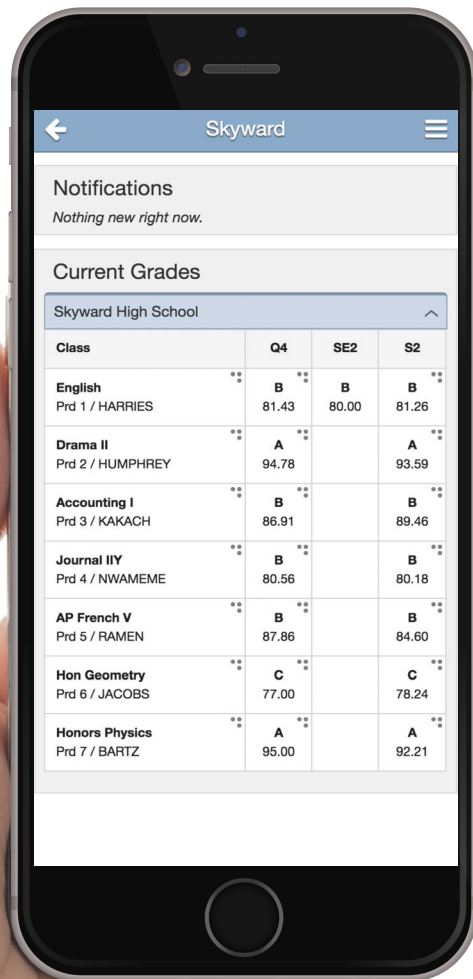 Skyward
Notifications
Nothing new right now.
Current Grades
Skyward High School
Class Q4 SE2 S2
English B B B
Prd 1 / HARRIES 81.43 80.00 81.26
Drama II A A
Prd 2 / HUMPHREY 94.78 93.59
Accounting I B B
Prd 3 / KAKACH 86.91 89.46
Journal IIY B B
Prd 4 / NWAMEME 80.56 80.18
AP French V B B
Prd 5 / RAMEN 87.86 84.60
Hon Geometry C C
Prd 6 / JACOBS 77.00 78.24
Honors Physics A A
Prd 7 / BARTZ 95.00 92.21